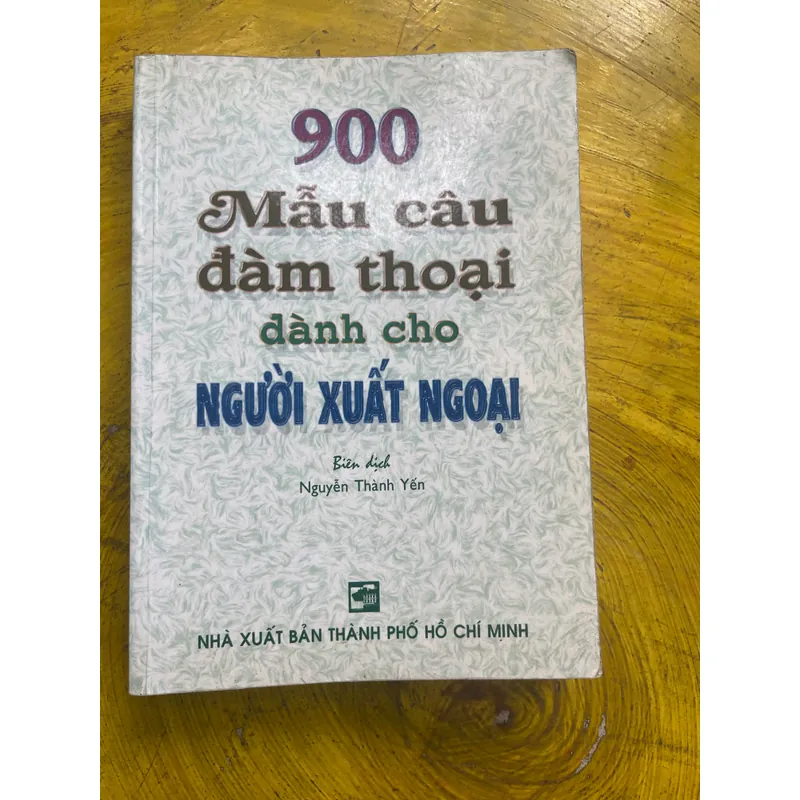 900
Mẫu câu
đàm thoại
dành cho
NGƯỜI XUẤT NGOẠI
Biên dịch
Nguyễn Thành Yến
NHÀ XUẤT BẢN THÀNH PHỐ HỒ CHÍ MINH